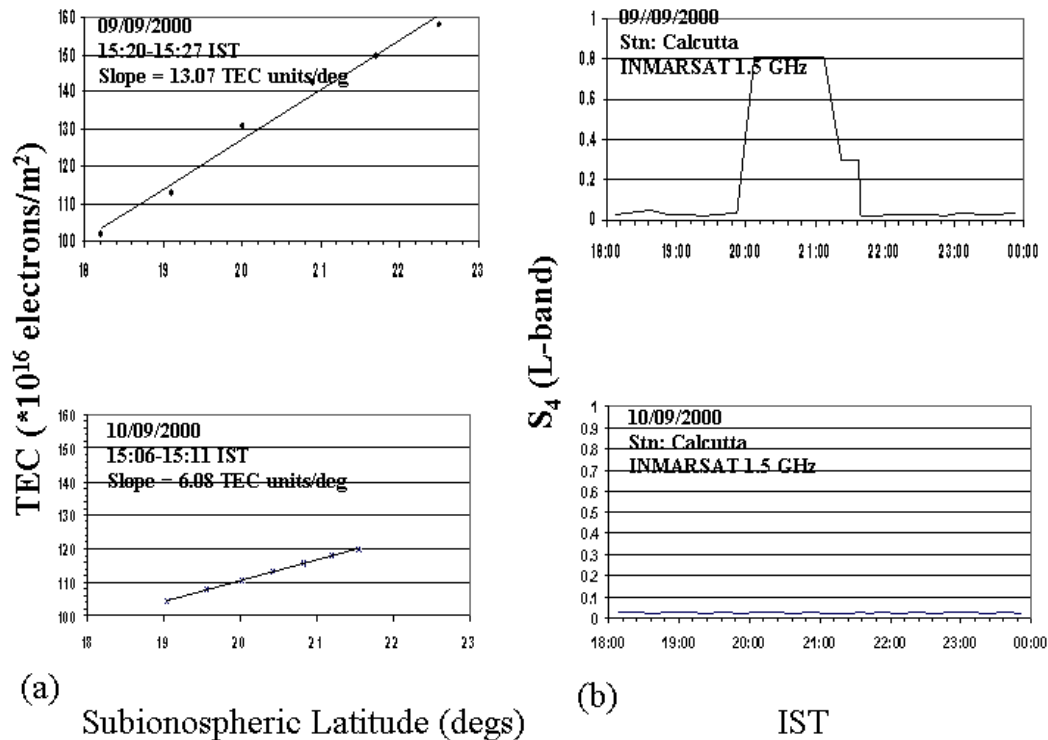 TEC (*10^16 electrons/m^2)
160
150
140
130
120
110
100
09/09/2000
15:20-15:27 IST
Slope = 13.07 TEC units/deg
18 19 20 21 22 23
160
150
140
130
120
110
100
10/09/2000
15:06-15:11 IST
Slope = 6.08 TEC units/deg
18 19 20 21 22 23
(a)
Subionospheric Latitude (degs)
S4 (L-band)
1
0.8
0.6
0.4
0.2
0
09//09/2000
Stn: Calcutta
INMARSAT 1.5 GHz
18:00 19:00 20:00 21:00 22:00 23:00 00:00
1
0.9
0.8
0.7
0.6
0.5
0.4
0.3
0.2
0.1
0
10/09/2000
Stn: Calcutta
INMARSAT 1.5 GHz
18:00 19:00 20:00 21:00 22:00 23:00 00:00
(b)
IST